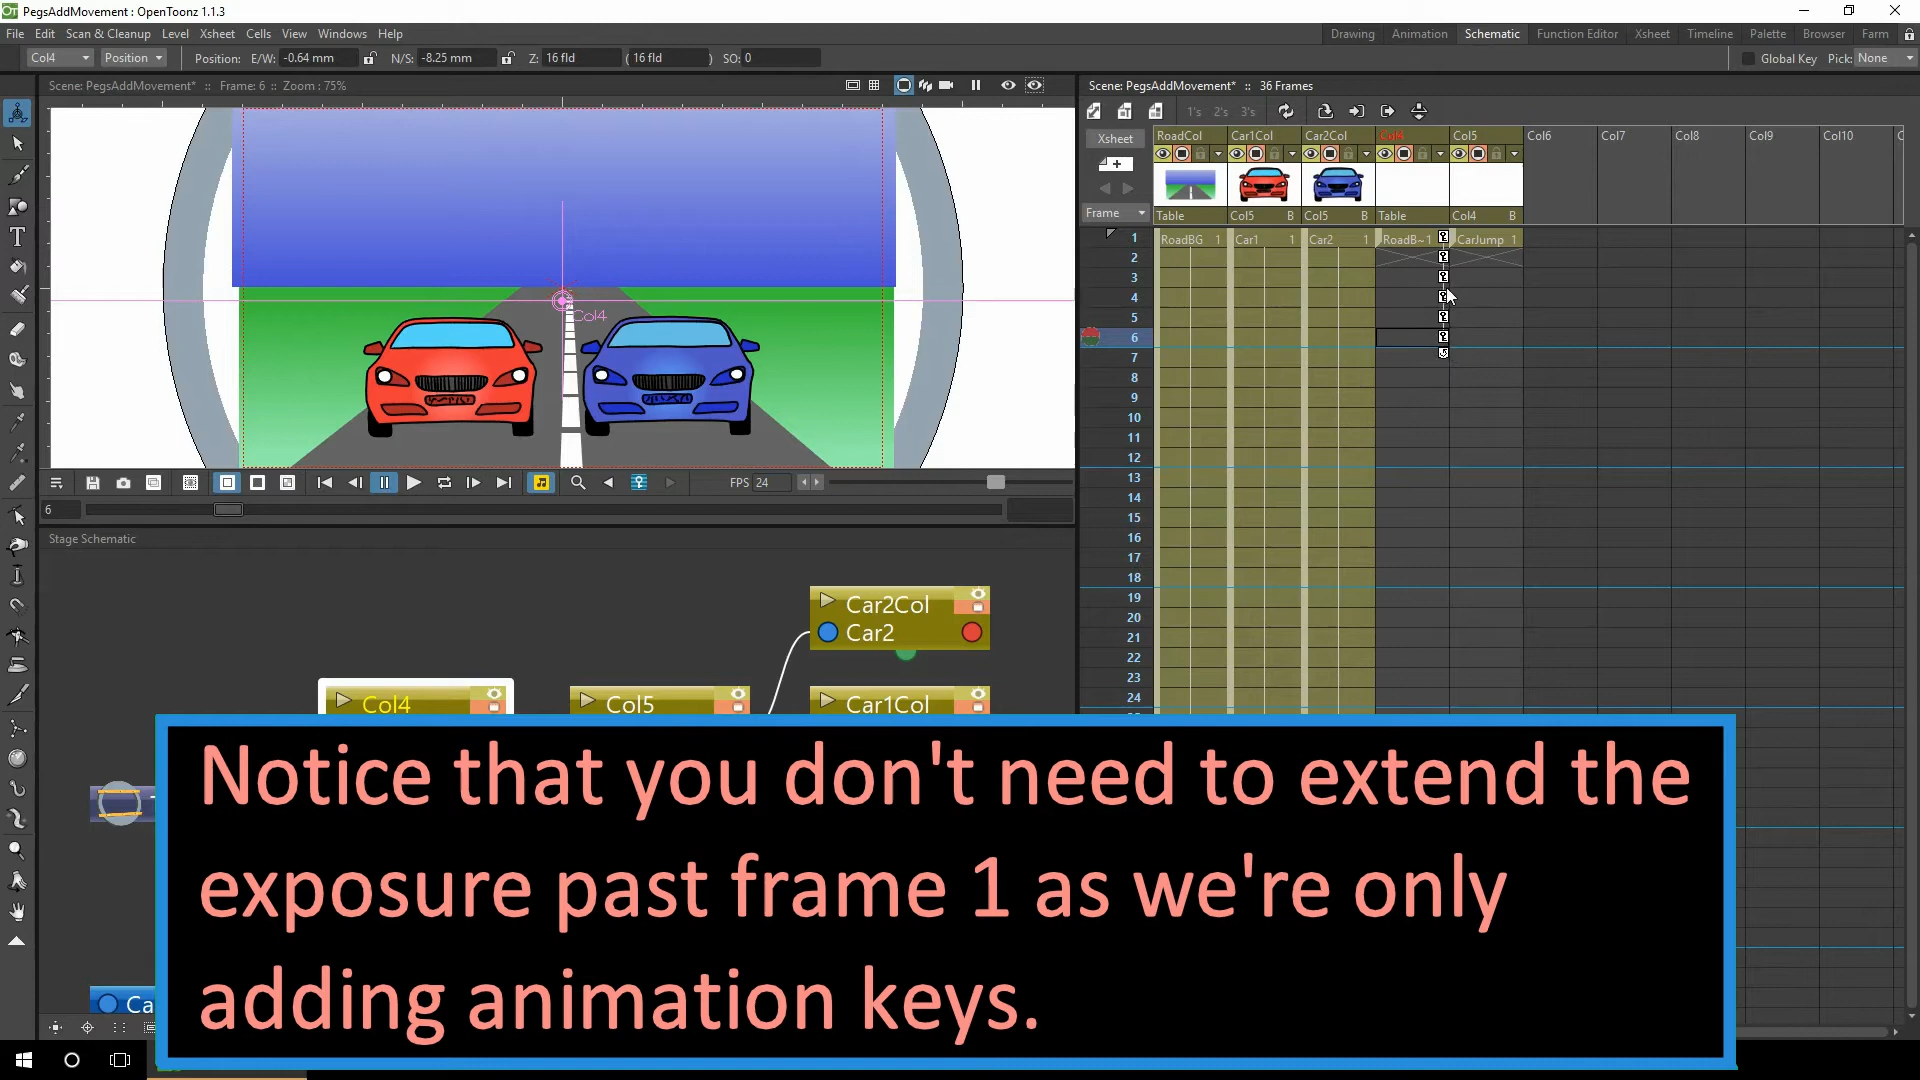 PegsAddMovement : OpenToonz 1.1.3
File Edit Scan & Cleanup Level Xsheet Cells View Windows Help
Drawing Animation Schematic Function Editor Xsheet Timeline Palette Browser Farm
Col4 Position Position: E/W: -0.64 mm N/S: -8.25 mm Z: 16 fld ( 16 fld ) SO: 0
Global Key Pick: None
Scene: PegsAddMovement* :: Frame: 6 :: Zoom : 75%
Scene: PegsAddMovement* :: 36 Frames
1's 2's 3's
Xsheet RoadCol Car1Col Car2Col Col4 Col5 Col6 Col7 Col8 Col9 Col10
Frame Table Col5 B Col5 B Table Col4 B
1 RoadBG 1 Car1 1 Car2 1 RoadB~1 CarJump 1
2
3
4
5
6
7
8
9
10
11
12
13
14
15
16
17
18
19
20
21
22
23
24
Col4
FPS 24
6
Stage Schematic
Car2Col
Car2
Col4
Col5
Car1Col
Ca
Notice that you don't need to extend the
exposure past frame 1 as we're only
adding animation keys.